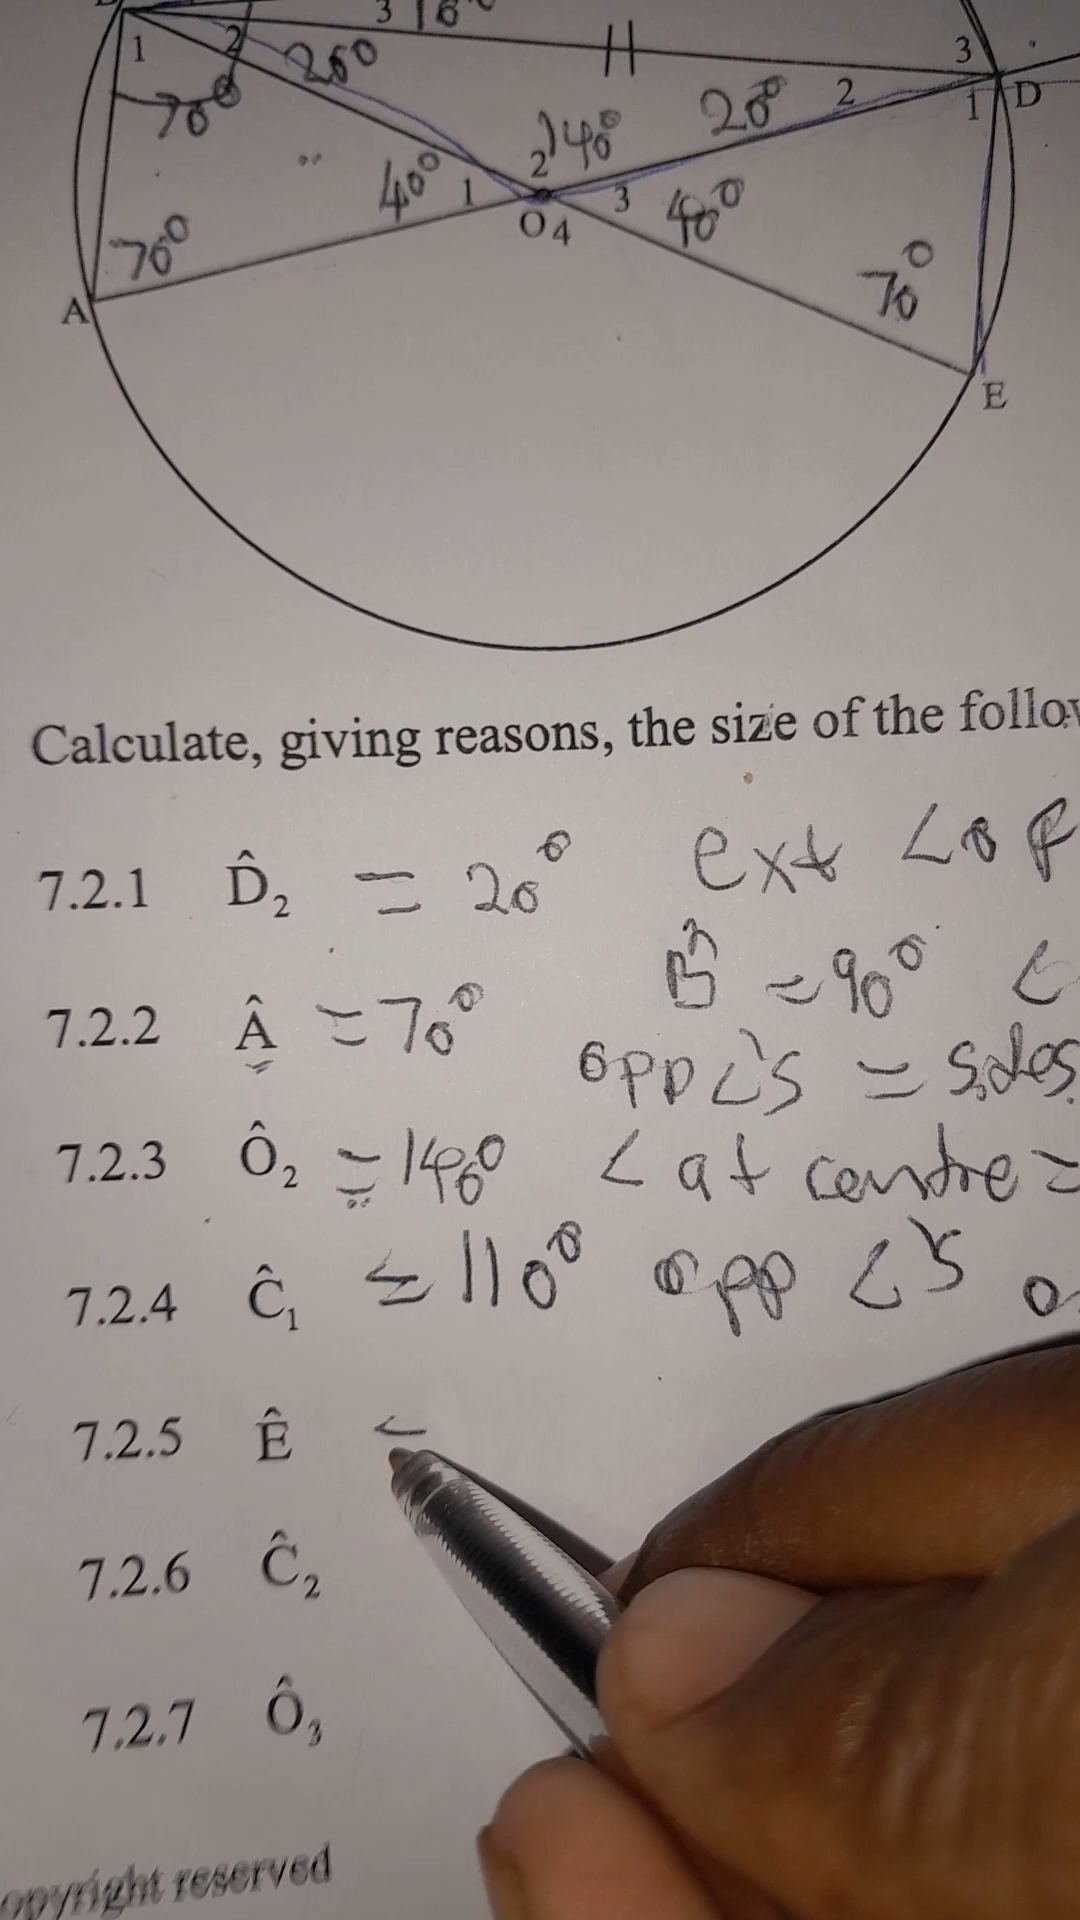 3
1
2
20°
3
70°
2
140°
20°
2
1
D
40°
1
O
4
3
40°
70°
70°
A
E
Calculate, giving reasons, the size of the
7.2.1 D̂₂ = 20° ext <
7.2.2 Â = 70° B̂ = 90° <
opp <'s = sides
7.2.3 Ô₂ = 140° < at centre =
7.2.4 Ĉ₁ = 110° opp <'s
7.2.5 Ê
7.2.6 Ĉ₂
7.2.7 Ô₃
opyright reserved